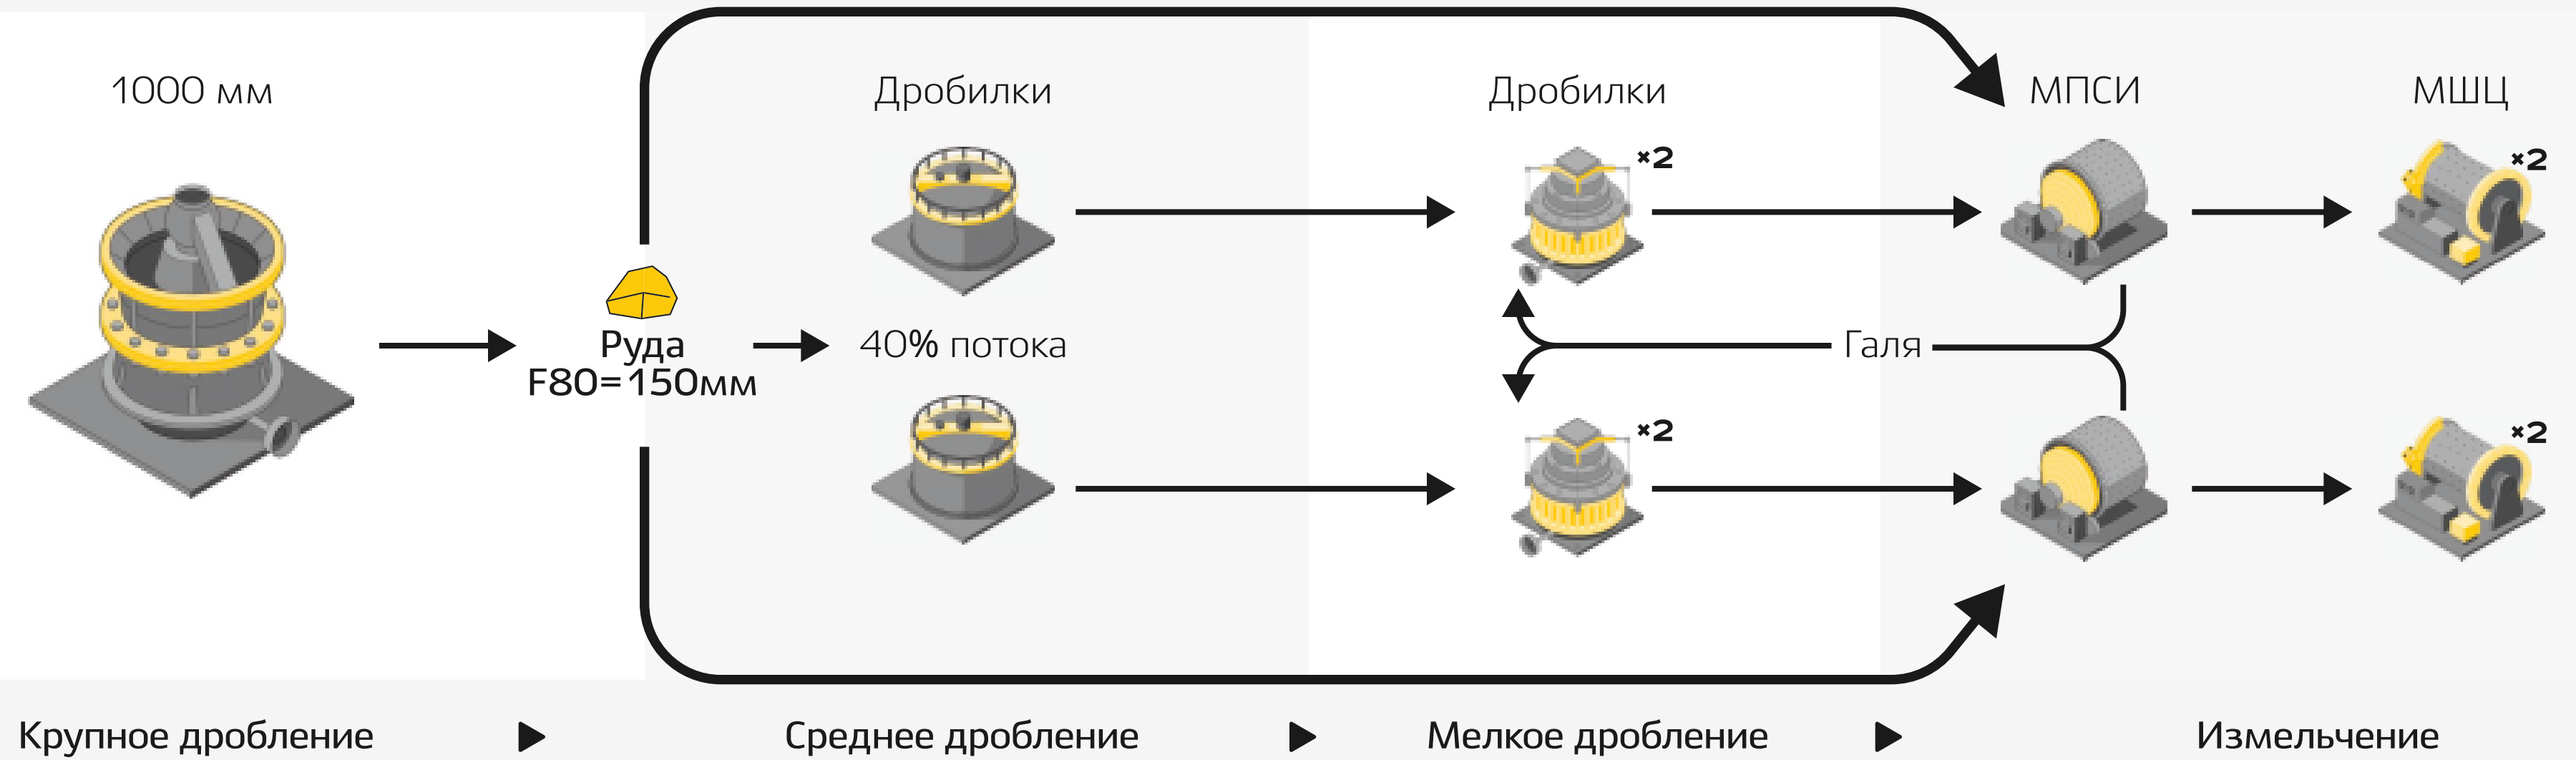 1000 мм
Дробилки
Дробилки
МПСИ
МШЦ
×2
×2
Руда
F80=150мм
40% потока
Галя
×2
×2
Крупное дробление
Среднее дробление
Мелкое дробление
Измельчение